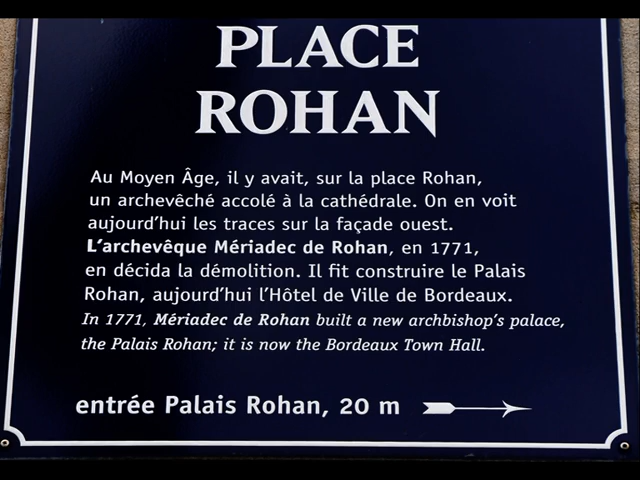 PLACE
ROHAN
Au Moyen Âge, il y avait, sur la place Rohan,
un archevêché accolé à la cathédrale. On en voit
aujourd'hui les traces sur la façade ouest.
L'archevêque Mériadec de Rohan, en 1771,
en décida la démolition. Il fit construire le Palais
Rohan, aujourd'hui l'Hôtel de Ville de Bordeaux.
In 1771, Mériadec de Rohan built a new archbishop's palace,
the Palais Rohan; it is now the Bordeaux Town Hall.
entrée Palais Rohan, 20 m